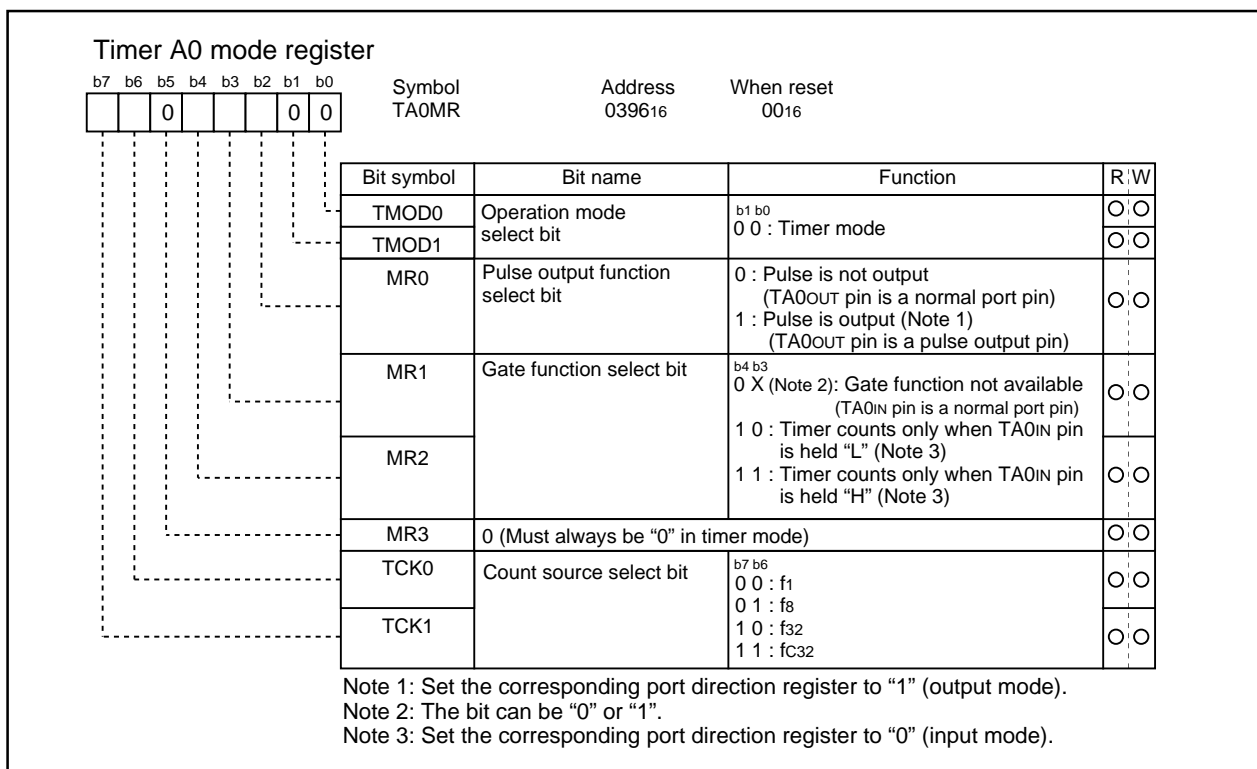 Timer A0 mode register
b7 b6 b5 b4 b3 b2 b1 b0
Symbol Address When reset
0 0 0 TA0MR 039616 0016
Bit symbol Bit name Function R W
TMOD0 Operation mode b1 b0
TMOD1 select bit 0 0 : Timer mode
MR0 Pulse output function 0 : Pulse is not output
select bit (TA0OUT pin is a normal port pin)
1 : Pulse is output (Note 1)
(TA0OUT pin is a pulse output pin)
MR1 Gate function select bit b4 b3
0 X (Note 2): Gate function not available
(TA0IN pin is a normal port pin)
1 0 : Timer counts only when TA0IN pin
MR2 is held “L” (Note 3)
1 1 : Timer counts only when TA0IN pin
is held “H” (Note 3)
MR3 0 (Must always be “0” in timer mode)
TCK0 Count source select bit b7 b6
0 0 : f1
0 1 : f8
TCK1 1 0 : f32
1 1 : fC32
Note 1: Set the corresponding port direction register to “1” (output mode).
Note 2: The bit can be “0” or “1”.
Note 3: Set the corresponding port direction register to “0” (input mode).